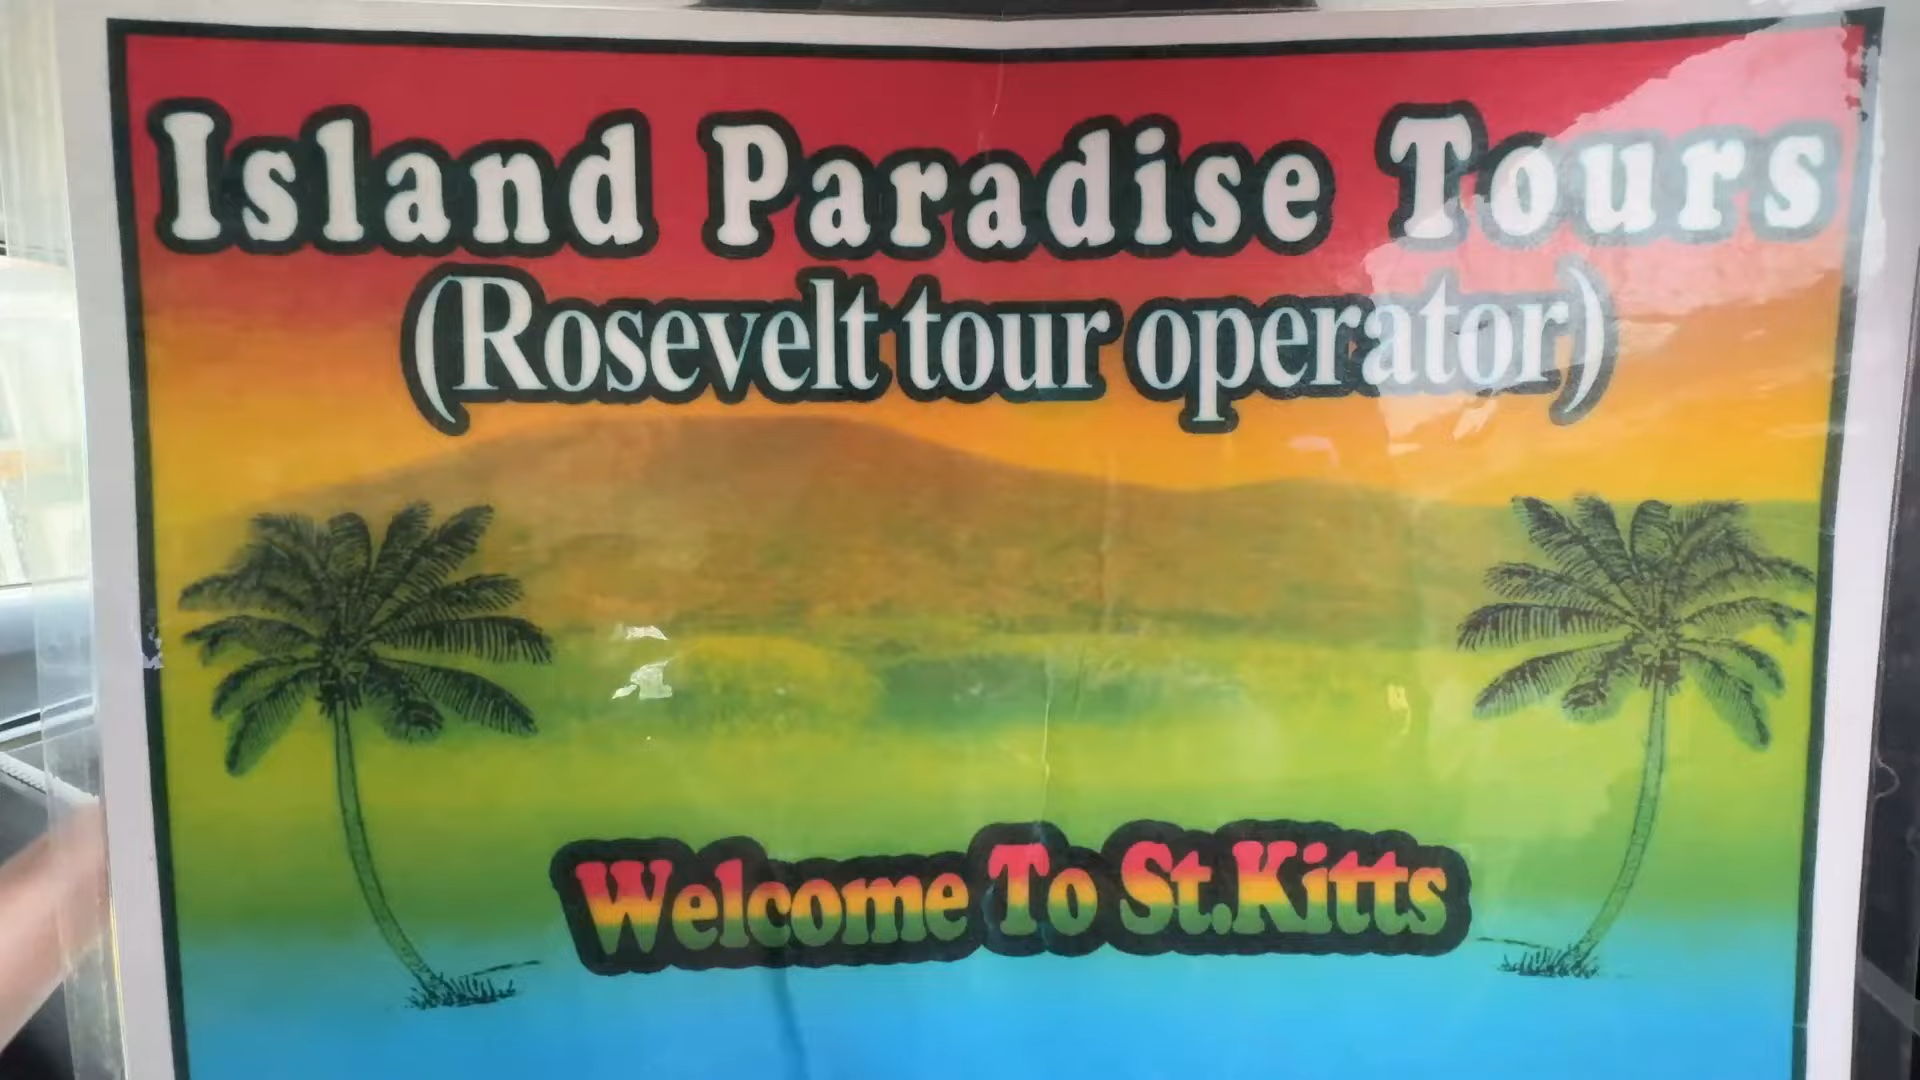 Island Paradise Tours
(Rosevelt tour operator)
Welcome To St.Kitts